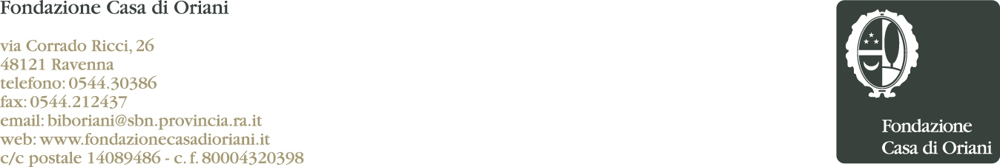 Fondazione Casa di Oriani
via Corrado Ricci, 26
48121 Ravenna
telefono: 0544.30386
fax: 0544.212437
email: biboriani@sbn.provincia.ra.it
web: www.fondazionecasadioriani.it
c/c postale 14089486 - c. f. 80004320398
Fondazione
Casa di Oriani